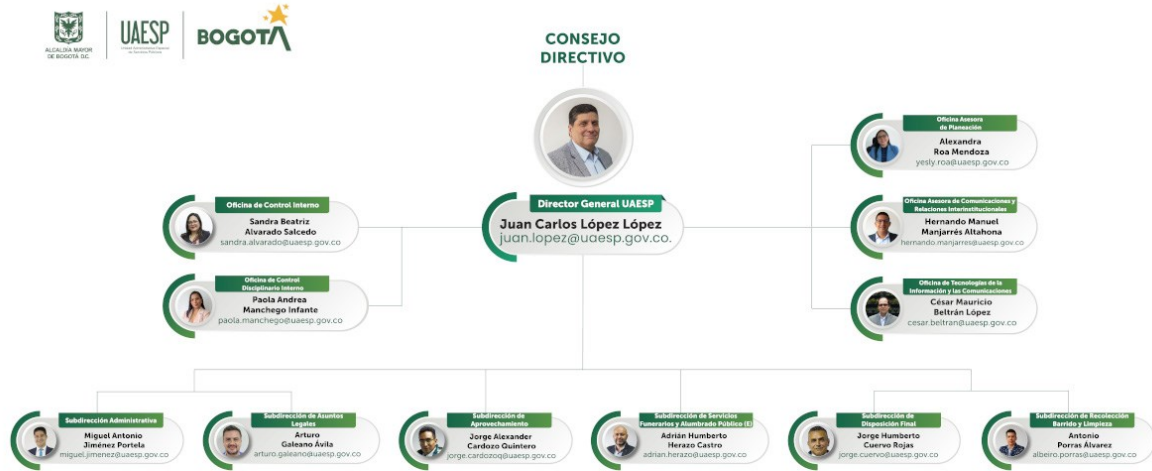 ALCALDÍA MAYOR
DE BOGOTÁ D.C.
UAESP
BOGOTÁ
CONSEJO
DIRECTIVO
Director General UAESP
Juan Carlos López López
juan.lopez@uaesp.gov.co.
Oficina de Control Interno
Sandra Beatriz
Alvarado Salcedo
sandra.alvarado@uaesp.gov.co
Oficina de Control
Disciplinario Interno
Paola Andrea
Manchego Infante
paola.manchego@uaesp.gov.co
Oficina Asesora
de Planeación
Alexandra
Roa Mendoza
yesly.roa@uaesp.gov.co
Oficina Asesora de Comunicaciones y
Relaciones Interinstitucionales
Hernando Manuel
Manjarrés Altahona
hernando.manjarres@uaesp.gov.co
Oficina de Tecnologías de la
Información y las Comunicaciones
César Mauricio
Beltrán López
cesar.beltran@uaesp.gov.co
Subdirección Administrativa
Miguel Antonio
Jiménez Portela
miguel.jimenez@uaesp.gov.co
Subdirección de Asuntos
Legales
Arturo
Galeano Ávila
arturo.galeano@uaesp.gov.co
Subdirección de
Aprovechamiento
Jorge Alexander
Cardozo Quintero
jorge.cardozoq@uaesp.gov.co
Subdirección de Servicios
Funerarios y Alumbrado Público (E)
Adrián Humberto
Herazo Castro
adrian.herazo@uaesp.gov.co
Subdirección de
Disposición Final
Jorge Humberto
Cuervo Rojas
jorge.cuervo@uaesp.gov.co
Subdirección de Recolección
Barrido y Limpieza
Antonio
Porras Álvarez
albeiro.porras@uaesp.gov.co